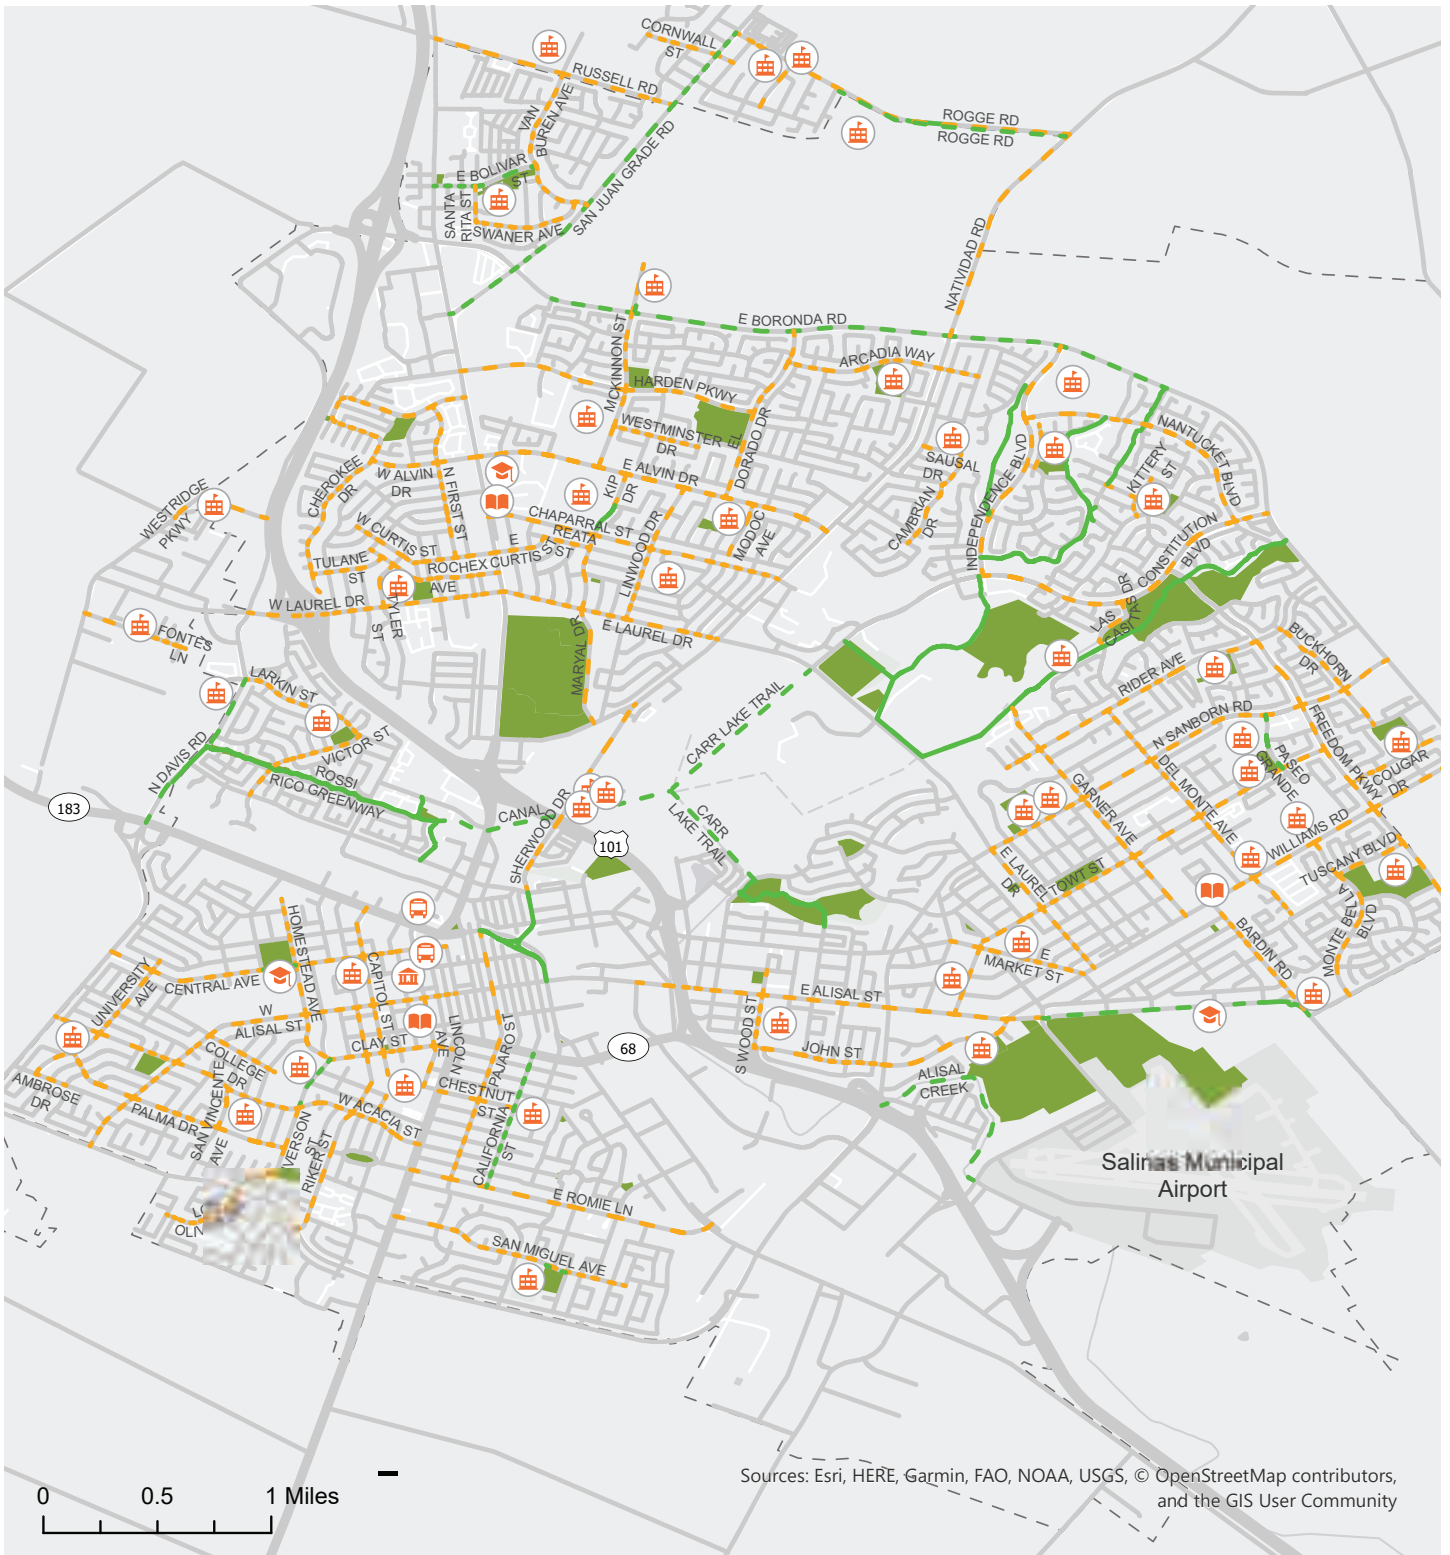 CORNWALL
ST
RUSSELL RD
VAN
BUREN AVE
ROGGE RD
ROGGE RD
E BOLIVAR
ST
SANTA
RITA ST
SWANER AVE
SAN JUAN GRADE RD
NATIVIDAD RD
E BORONDA RD
MCKINNON ST
ARCADIA WAY
HARDEN PKWY
WESTMINSTER
DR
EL
DORADO DR
NANTUCKET BLVD
KITTERY
ST
SAUSAL
DR
INDEPENDENCE BLVD
CAMBRIAN
DR
CHEROKEE
DR
W ALVIN
DR
N FIRST ST
E ALVIN DR
KIP
DR
WESTRIDGE
PKWY
CHAPARRAL ST
REATA
ST
W CURTIS ST
E
CURTIS ST
LINWOOD DR
MODOC
AVE
CONSTITUTION
BLVD
TULANE
ST
ROCHEX
AVE
W LAUREL DR
TYLER
ST
E LAUREL DR
MARYAL DR
LAS
CASITAS DR
FONTES
LN
LARKIN ST
BUCKHORN
DR
RIDER AVE
CARR LAKE TRAIL
N SANBORN RD
VICTOR ST
N DAVIS RD
ROSSI
RICO GREENWAY
FREEDOM PKWY
PASEO
GRANDE
COUGAR
DR
DEL MONTE AVE
GARNER AVE
183
CANAL
SHERWOOD DR
CARR
LAKE TRAIL
101
WILLIAMS RD
TUSCANY BLVD
E LAUREL
DR
TOWT ST
MONTE BELLA
BLVD
BARDIN RD
HOMESTEAD AVE
CAPITOL ST
UNIVERSITY
AVE
CENTRAL AVE
E
MARKET ST
E ALISAL ST
W
ALISAL ST
S WOOD ST
JOHN ST
COLLEGE
DR
CLAY ST
LINCOLN
AVE
PAJARO ST
68
ALISAL
CREEK
AMBROSE
DR
PALMA DR
SAN VINCENTE
AVE
W ACACIA ST
CHESTNUT
ST
CALIFORNIA
ST
IVERSON
ST
RIKER ST
E ROMIE LN
SAN MIGUEL AVE
Salinas Municipal
Airport
Sources: Esri, HERE, Garmin, FAO, NOAA, USGS, © OpenStreetMap contributors,
and the GIS User Community
0 0.5 1 Miles